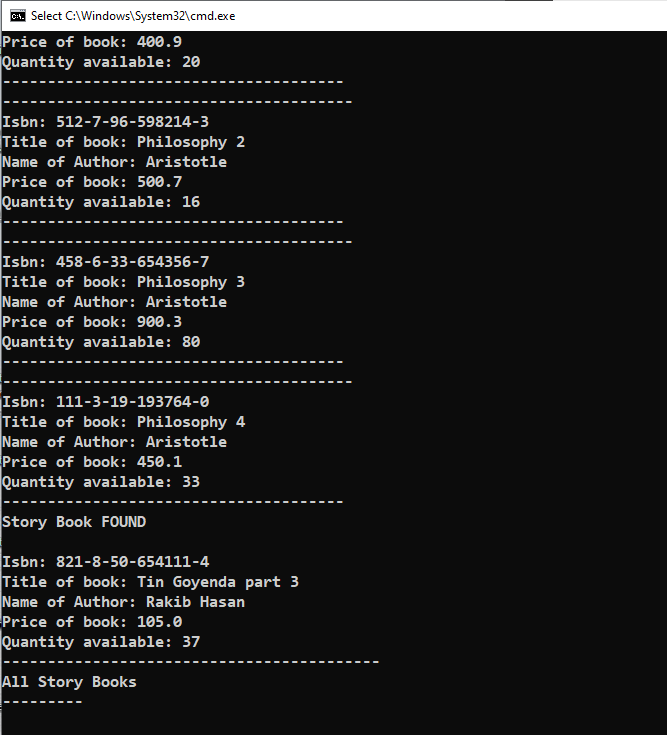 Select C:\Windows\System32\cmd.exe
Price of book: 400.9
Quantity available: 20
--------------------------------------
---------------------------------------
Isbn: 512-7-96-598214-3
Title of book: Philosophy 2
Name of Author: Aristotle
Price of book: 500.7
Quantity available: 16
--------------------------------------
---------------------------------------
Isbn: 458-6-33-654356-7
Title of book: Philosophy 3
Name of Author: Aristotle
Price of book: 900.3
Quantity available: 80
--------------------------------------
---------------------------------------
Isbn: 111-3-19-193764-0
Title of book: Philosophy 4
Name of Author: Aristotle
Price of book: 450.1
Quantity available: 33
--------------------------------------
Story Book FOUND
Isbn: 821-8-50-654111-4
Title of book: Tin Goyenda part 3
Name of Author: Rakib Hasan
Price of book: 105.0
Quantity available: 37
------------------------------------------
All Story Books
---------